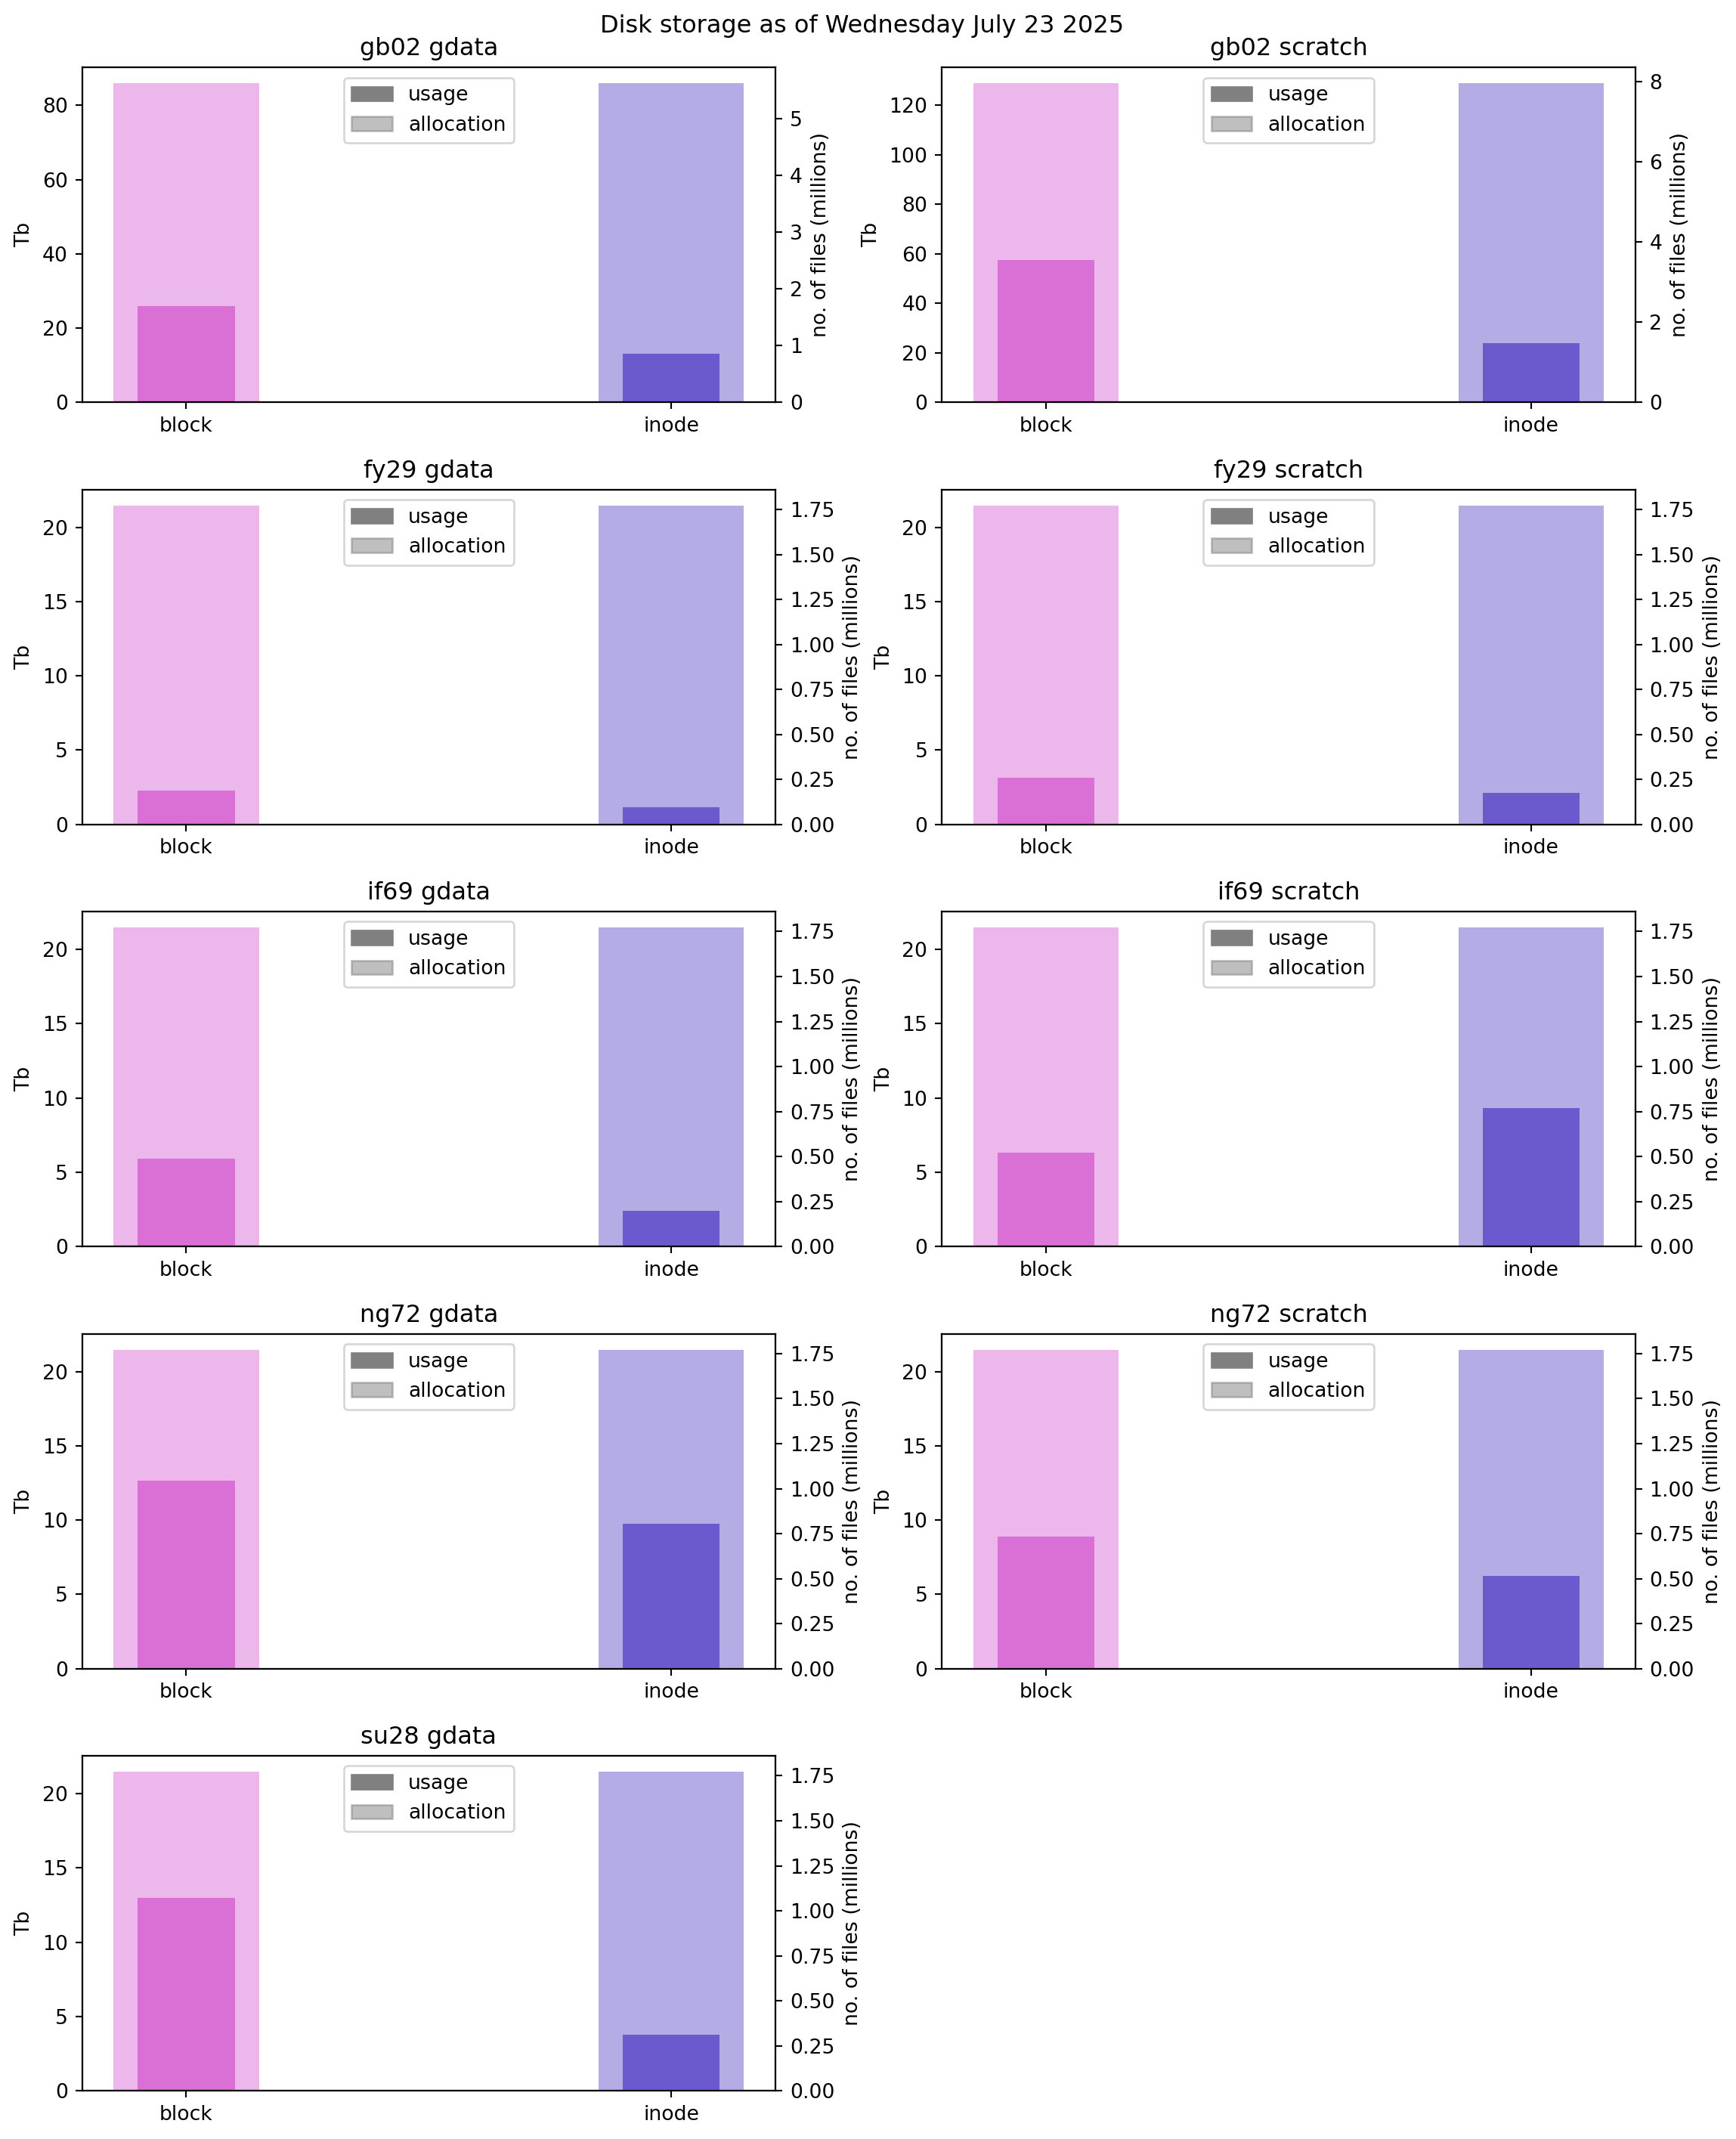 Disk storage as of Wednesday July 23 2025
gb02 gdata
usage
allocation
80
60
40
20
0
Tb
5
4
3
2
1
0
no. of files (millions)
block
inode
gb02 scratch
usage
allocation
120
100
80
60
40
20
0
Tb
8
6
4
2
0
no. of files (millions)
block
inode
fy29 gdata
usage
allocation
20
15
10
5
0
Tb
1.75
1.50
1.25
1.00
0.75
0.50
0.25
0.00
no. of files (millions)
block
inode
fy29 scratch
usage
allocation
20
15
10
5
0
Tb
1.75
1.50
1.25
1.00
0.75
0.50
0.25
0.00
no. of files (millions)
block
inode
if69 gdata
usage
allocation
20
15
10
5
0
Tb
1.75
1.50
1.25
1.00
0.75
0.50
0.25
0.00
no. of files (millions)
block
inode
if69 scratch
usage
allocation
20
15
10
5
0
Tb
1.75
1.50
1.25
1.00
0.75
0.50
0.25
0.00
no. of files (millions)
block
inode
ng72 gdata
usage
allocation
20
15
10
5
0
Tb
1.75
1.50
1.25
1.00
0.75
0.50
0.25
0.00
no. of files (millions)
block
inode
ng72 scratch
usage
allocation
20
15
10
5
0
Tb
1.75
1.50
1.25
1.00
0.75
0.50
0.25
0.00
no. of files (millions)
block
inode
su28 gdata
usage
allocation
20
15
10
5
0
Tb
1.75
1.50
1.25
1.00
0.75
0.50
0.25
0.00
no. of files (millions)
block
inode